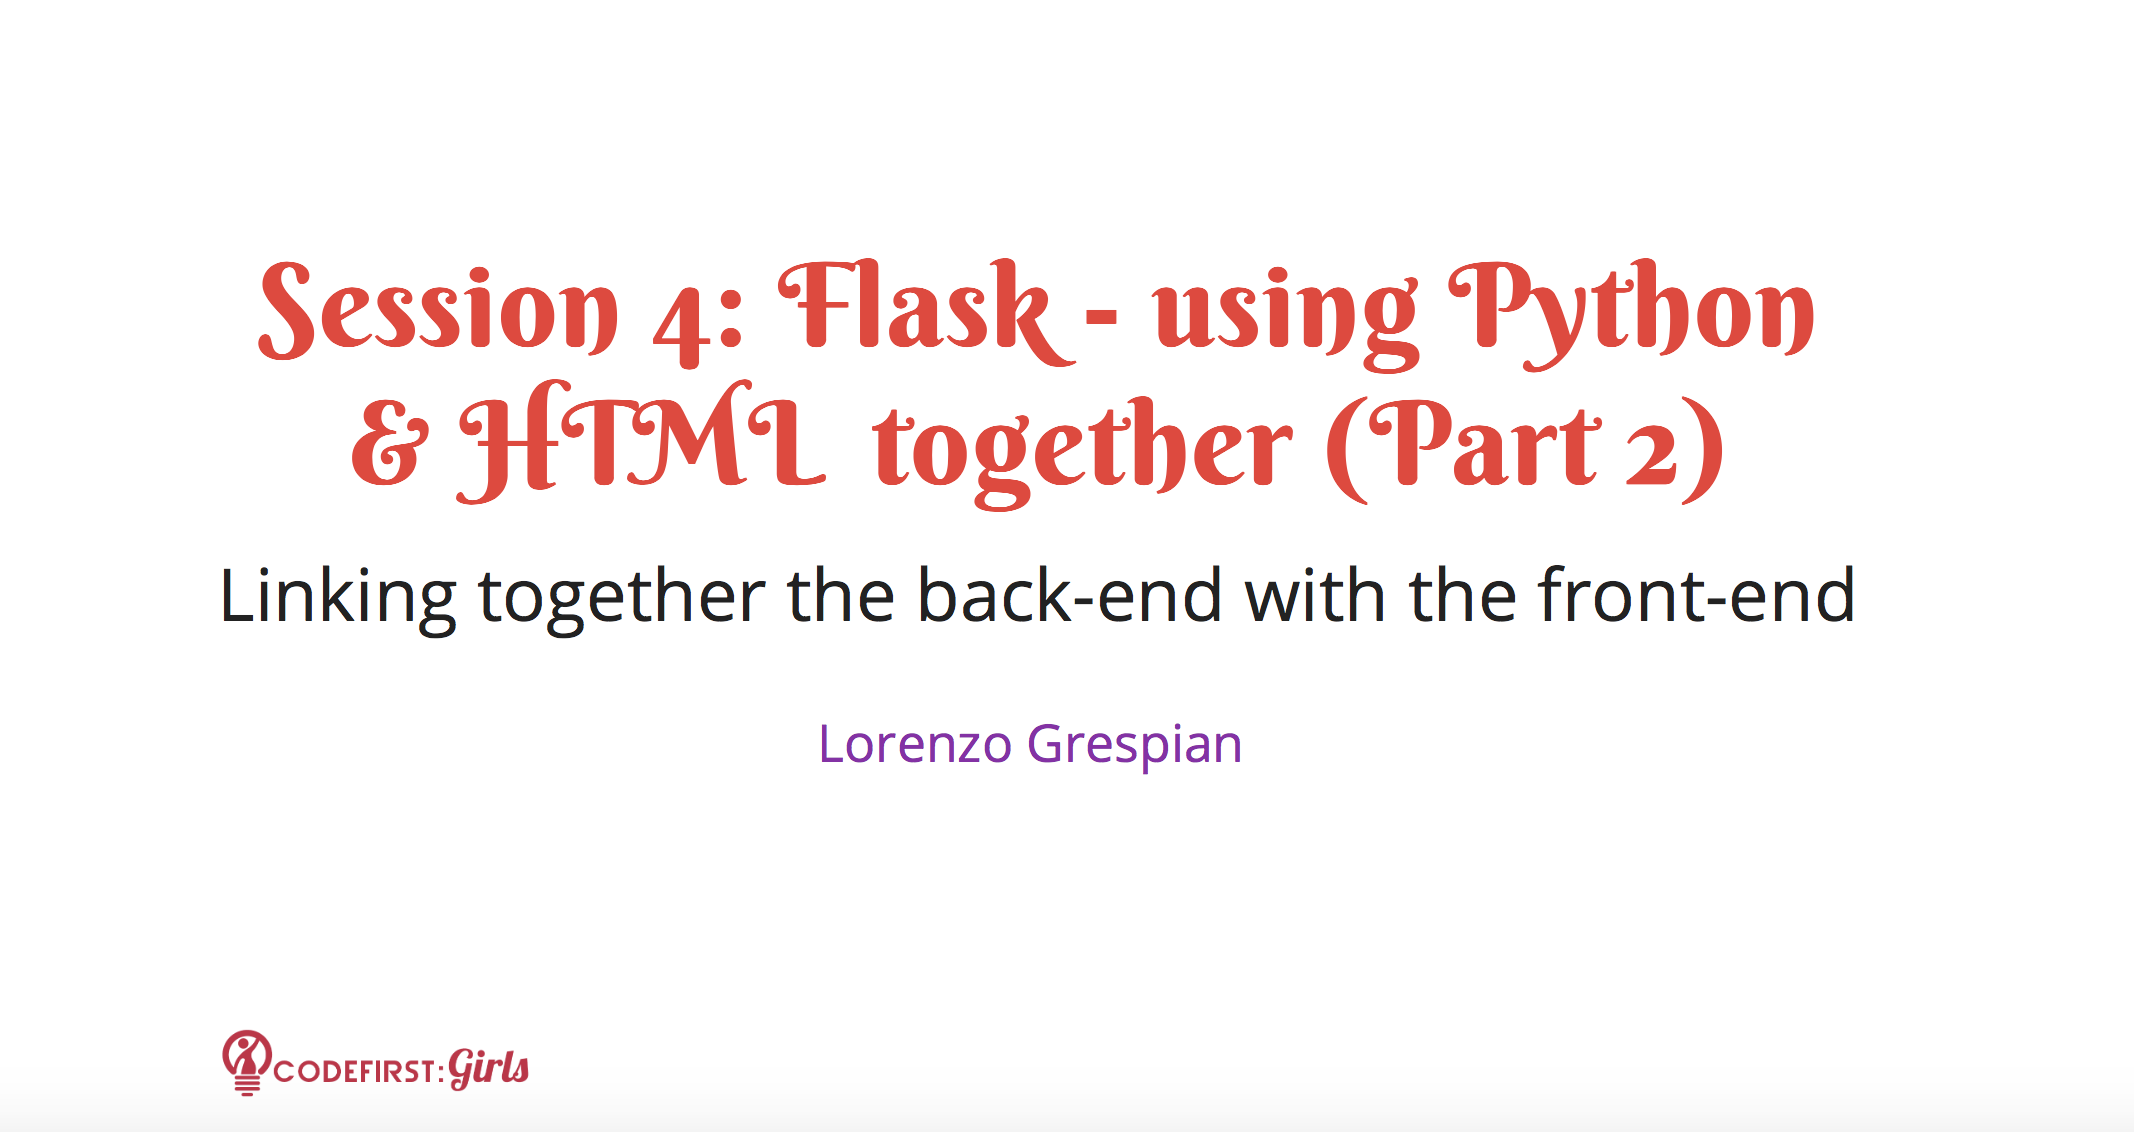 Session 4: Flask - using Python
& HTML together (Part 2)
Linking together the back-end with the front-end
Lorenzo Grespian
CODEFIRST: Girls